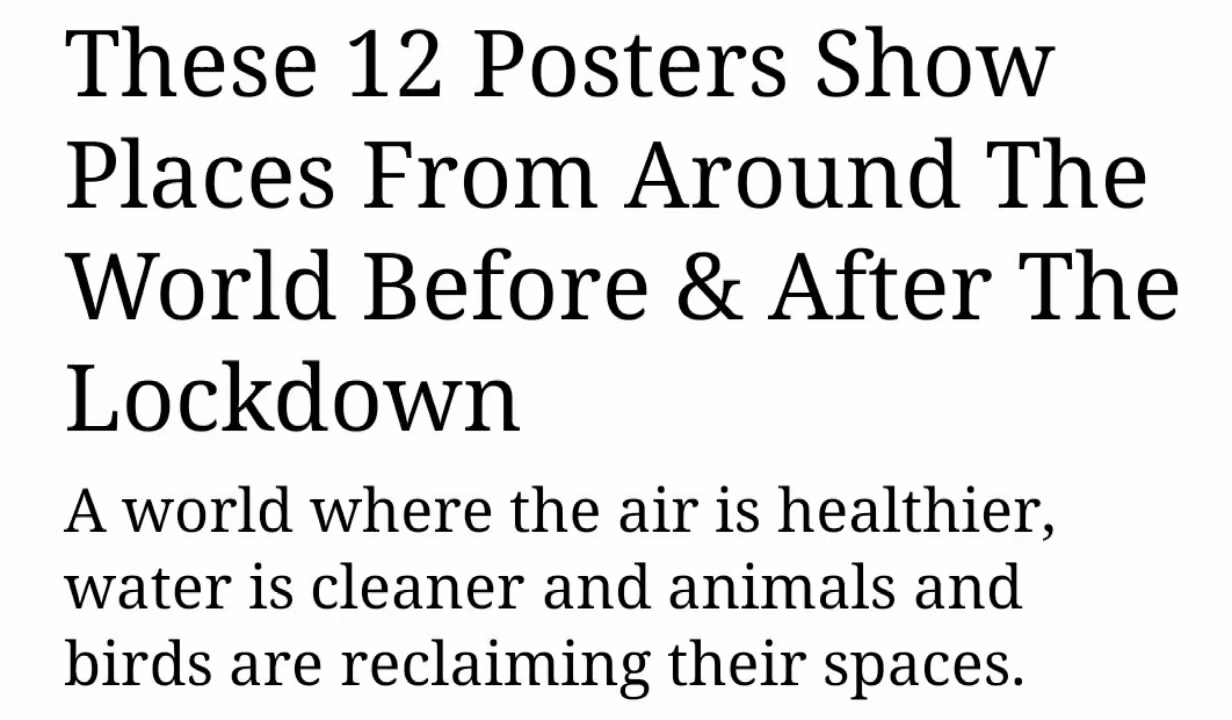 These 12 Posters Show
Places From Around The
World Before & After The
Lockdown
A world where the air is healthier,
water is cleaner and animals and
birds are reclaiming their spaces.